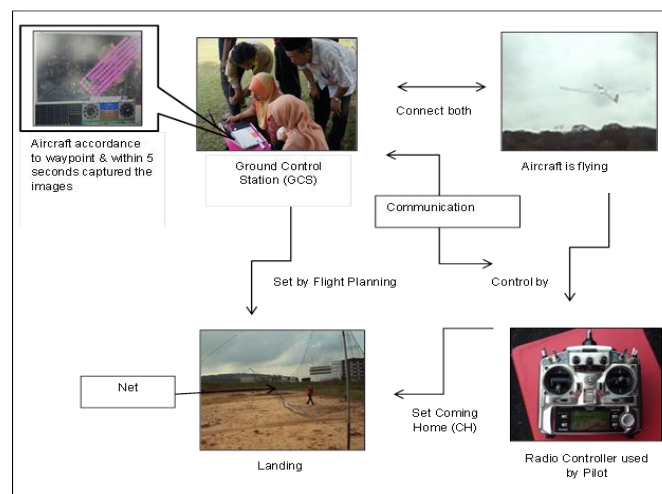 Aircraft accordance
to waypoint & within 5
seconds captured the
images
Ground Control
Station (GCS)
Connect both
Aircraft is flying
Communication
Set by Flight Planning
Control by
Net
Landing
Set Coming
Home (CH)
Radio Controller used
by Pilot